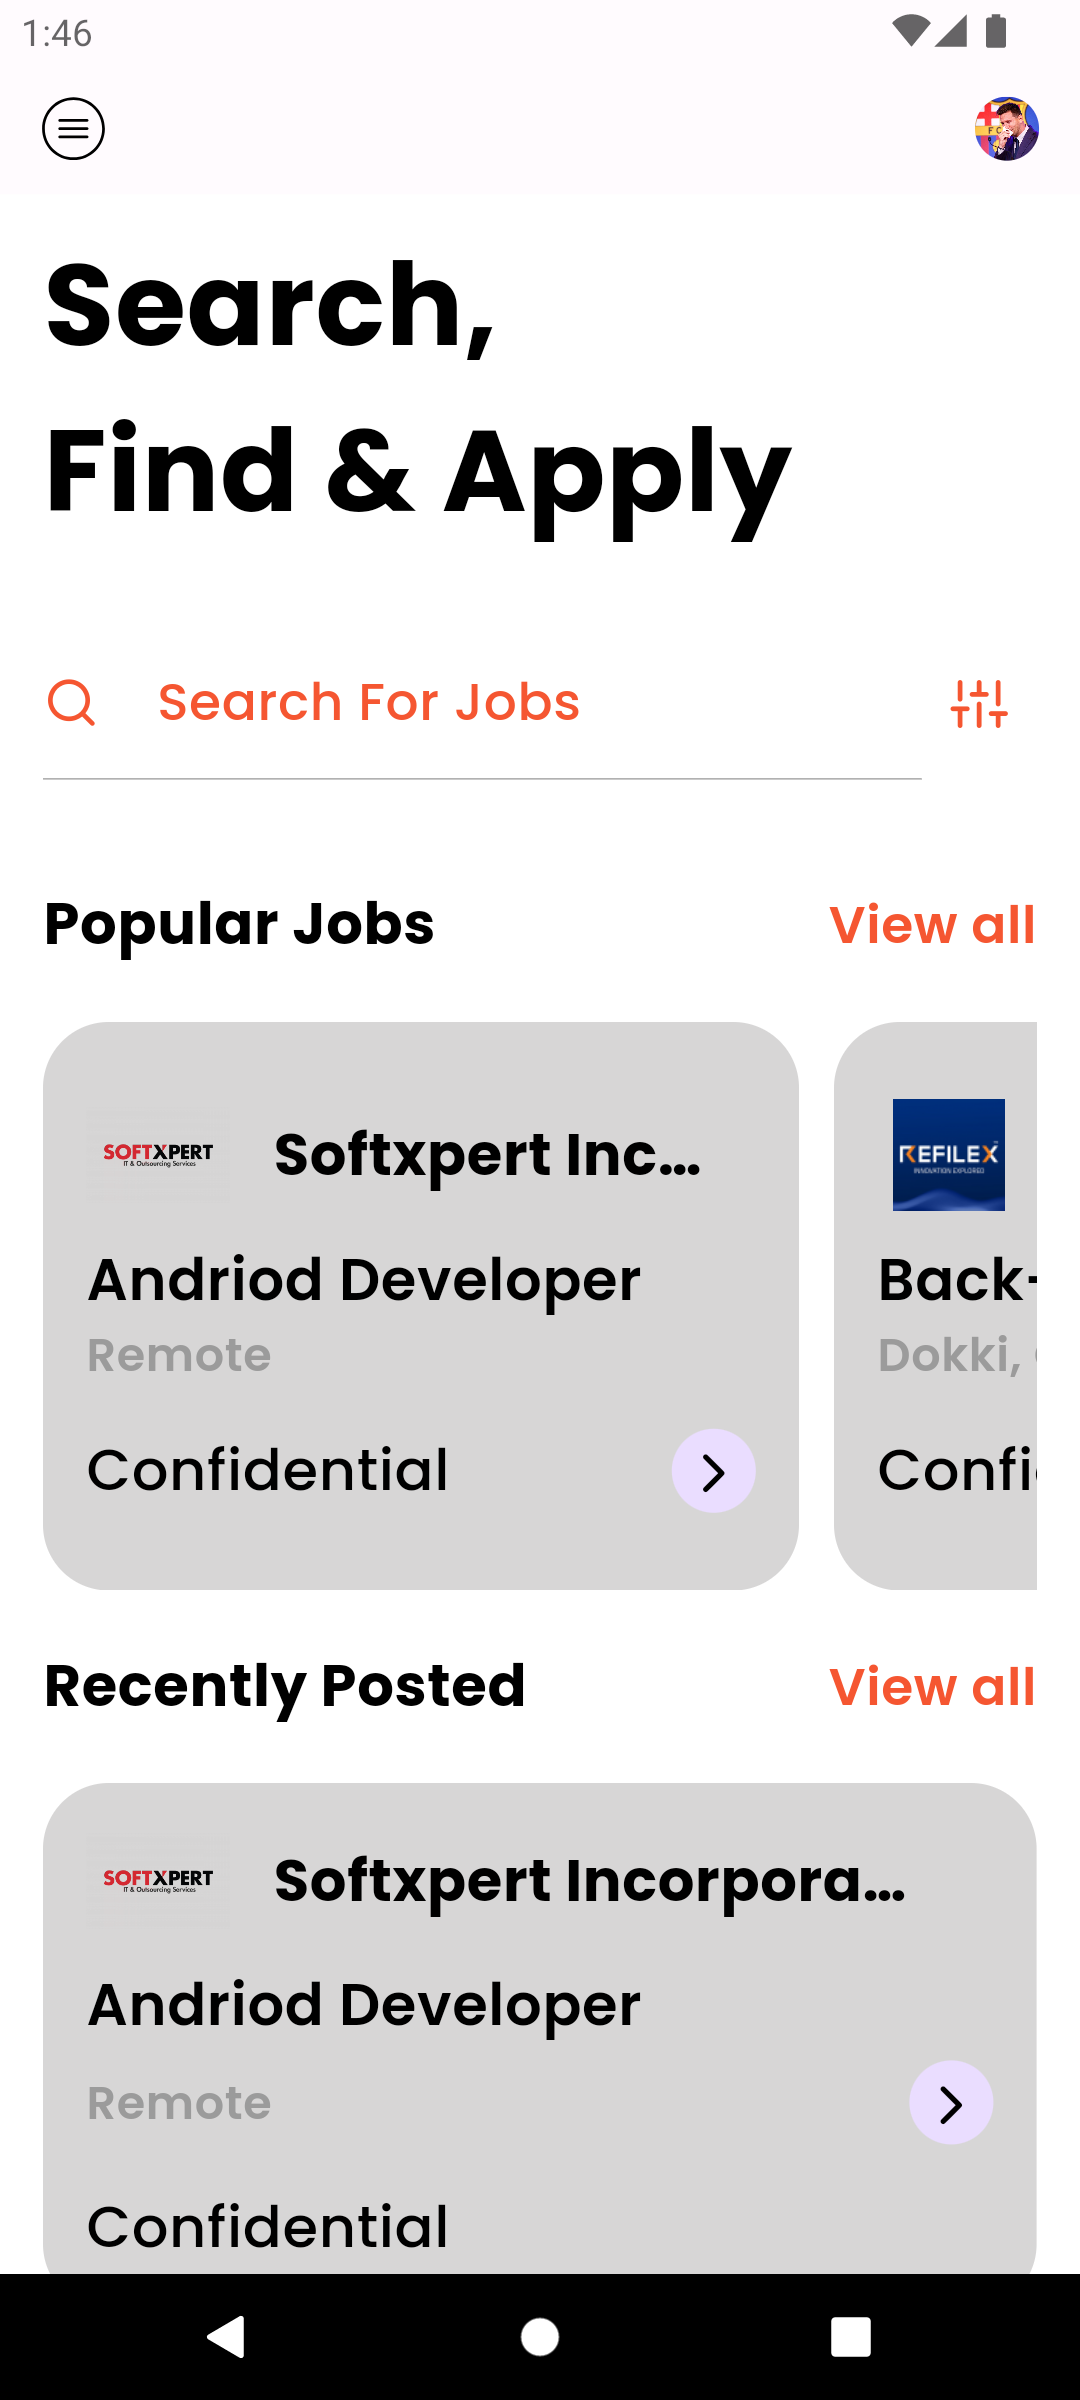 1:46
Search,
Find & Apply
Search For Jobs
Popular Jobs View all
SOFTXPERT
IT & Outsourcing Services
Softxpert Inc...
REFILEX
INNOVATION EXPLORED
Andriod Developer
Back-
Remote
Dokki,
Confidential
Confi
Recently Posted View all
SOFTXPERT
IT & Outsourcing Services
Softxpert Incorpora...
Andriod Developer
Remote
Confidential